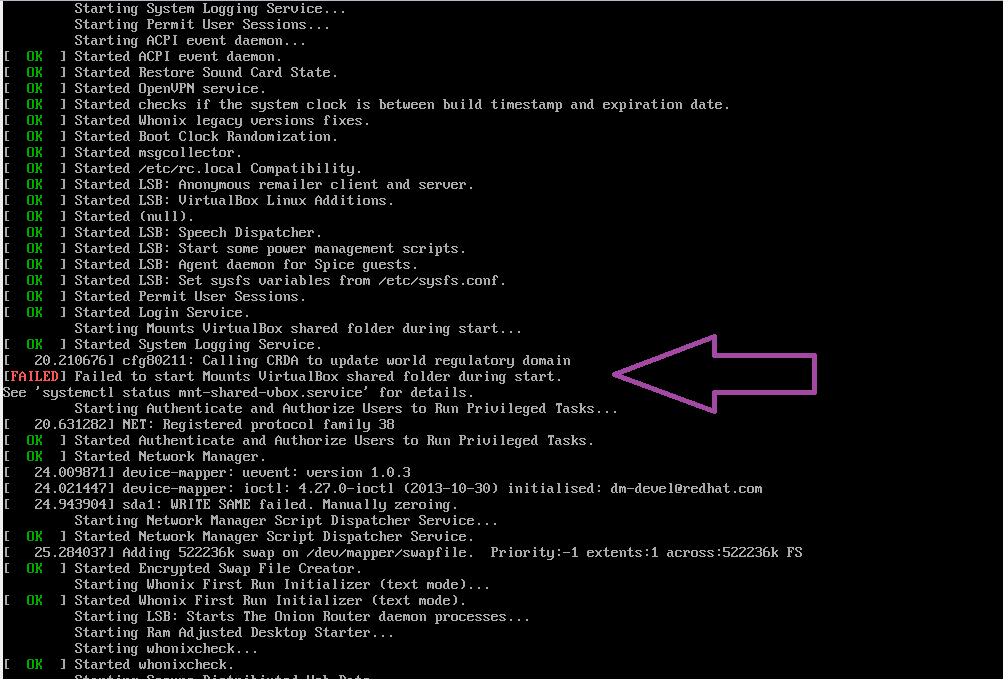 Starting System Logging Service...
Starting Permit User Sessions...
Starting ACPI event daemon...
[  OK  ] Started ACPI event daemon.
[  OK  ] Started Restore Sound Card State.
[  OK  ] Started OpenVPN service.
[  OK  ] Started checks if the system clock is between build timestamp and expiration date.
[  OK  ] Started Whonix legacy versions fixes.
[  OK  ] Started Boot Clock Randomization.
[  OK  ] Started msgcollector.
[  OK  ] Started /etc/rc.local Compatibility.
[  OK  ] Started LSB: Anonymous remailer client and server.
[  OK  ] Started LSB: VirtualBox Linux Additions.
[  OK  ] Started (null).
[  OK  ] Started LSB: Speech Dispatcher.
[  OK  ] Started LSB: Start some power management scripts.
[  OK  ] Started LSB: Agent daemon for Spice guests.
[  OK  ] Started LSB: Set sysfs variables from /etc/sysfs.conf.
[  OK  ] Started Permit User Sessions.
[  OK  ] Started Login Service.
Starting Mounts VirtualBox shared folder during start...
[  OK  ] Started System Logging Service.
[   20.210676] cfg80211: Calling CRDA to update world regulatory domain
[FAILED] Failed to start Mounts VirtualBox shared folder during start.
See 'systemctl status mnt-shared-vbox.service' for details.
Starting Authenticate and Authorize Users to Run Privileged Tasks...
[   20.631282] NET: Registered protocol family 38
[  OK  ] Started Authenticate and Authorize Users to Run Privileged Tasks.
[  OK  ] Started Network Manager.
[   24.009871] device-mapper: uevent: version 1.0.3
[   24.021447] device-mapper: ioctl: 4.27.0-ioctl (2013-10-30) initialised: dm-devel@redhat.com
[   24.943904] sda1: WRITE SAME failed. Manually zeroing.
Starting Network Manager Script Dispatcher Service...
[  OK  ] Started Network Manager Script Dispatcher Service.
[   25.284037] Adding 522236k swap on /dev/mapper/swapfile.  Priority:-1 extents:1 across:522236k FS
[  OK  ] Started Encrypted Swap File Creator.
Starting Whonix First Run Initializer (text mode)...
[  OK  ] Started Whonix First Run Initializer (text mode).
Starting LSB: Starts The Onion Router daemon processes...
Starting Ram Adjusted Desktop Starter...
Starting whonixcheck...
[  OK  ] Started whonixcheck.